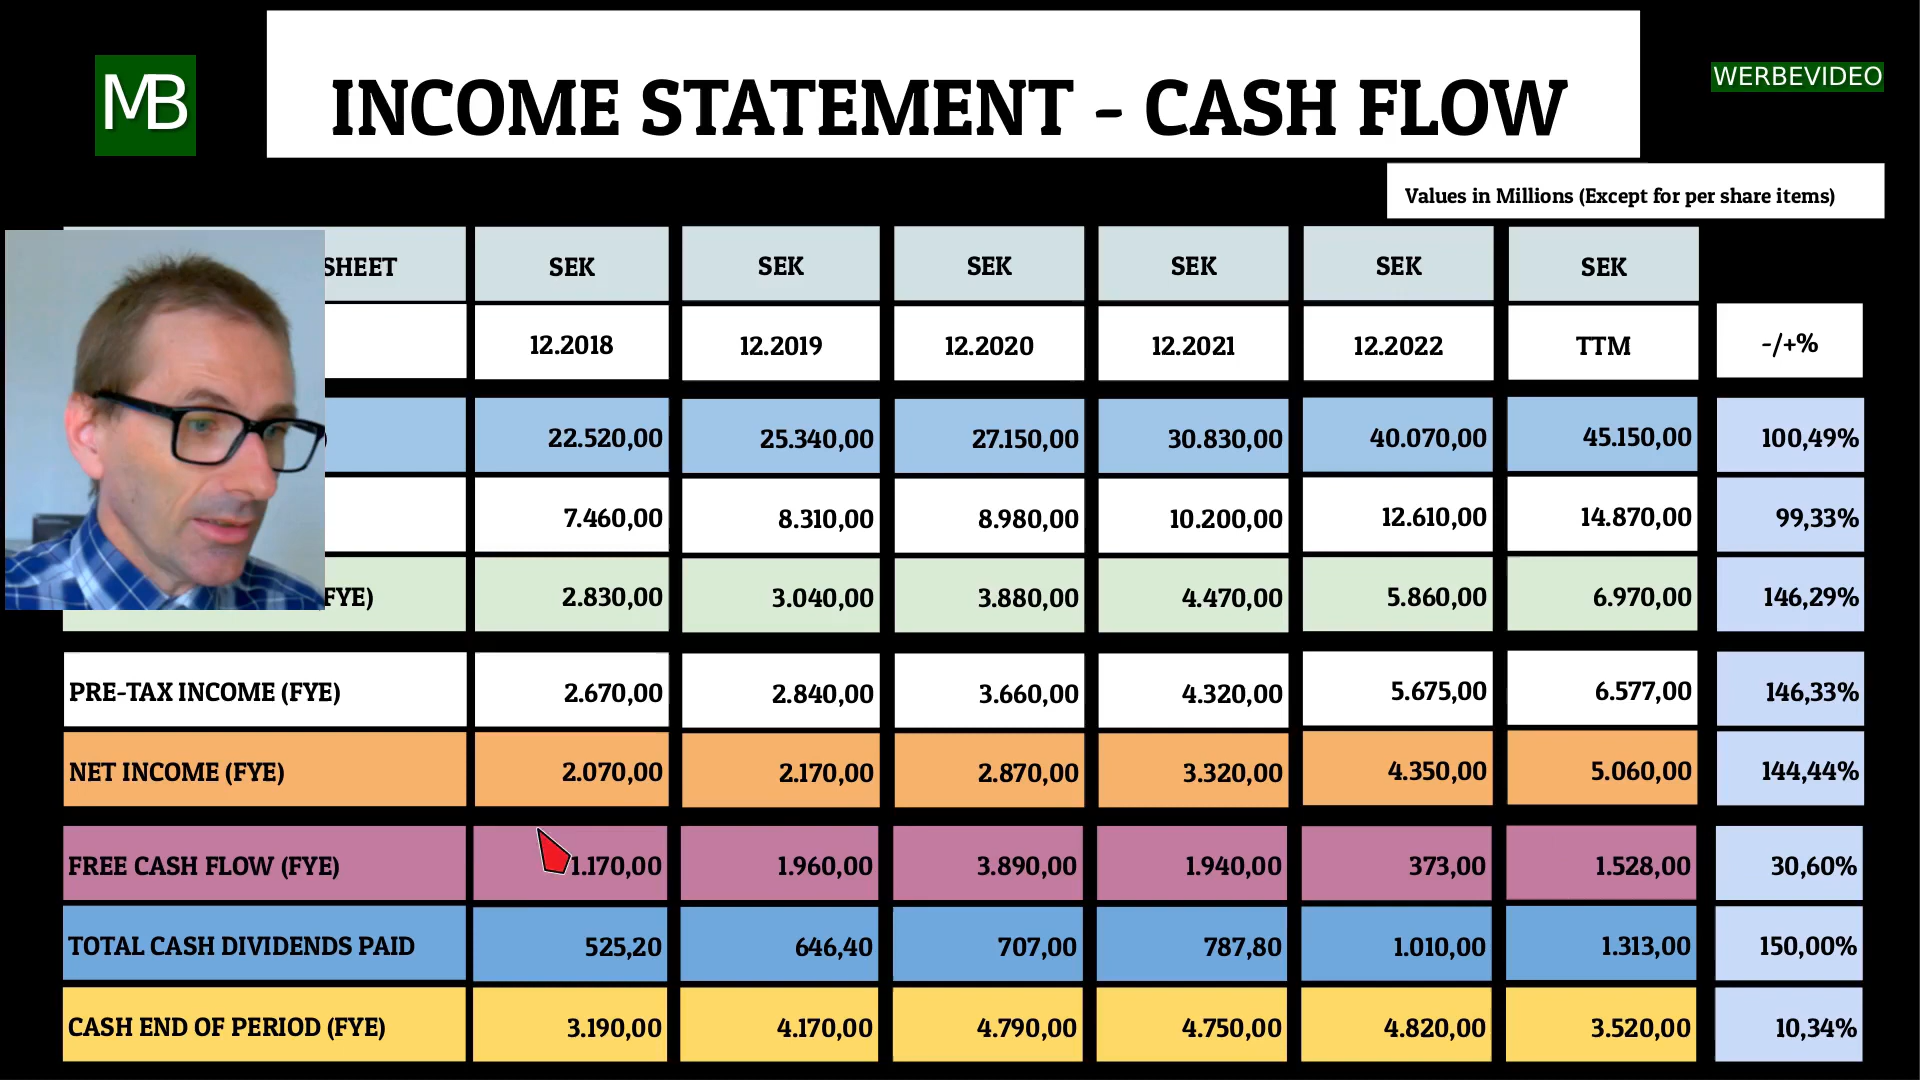 MB
INCOME STATEMENT - CASH FLOW
WERBEVIDEO
Values in Millions (Except for per share items)
SHEET SEK SEK SEK SEK SEK SEK
12.2018 12.2019 12.2020 12.2021 12.2022 TTM -/+%
) 22.520,00 25.340,00 27.150,00 30.830,00 40.070,00 45.150,00 100,49%
7.460,00 8.310,00 8.980,00 10.200,00 12.610,00 14.870,00 99,33%
FYE) 2.830,00 3.040,00 3.880,00 4.470,00 5.860,00 6.970,00 146,29%
PRE-TAX INCOME (FYE) 2.670,00 2.840,00 3.660,00 4.320,00 5.675,00 6.577,00 146,33%
NET INCOME (FYE) 2.070,00 2.170,00 2.870,00 3.320,00 4.350,00 5.060,00 144,44%
FREE CASH FLOW (FYE) 1.170,00 1.960,00 3.890,00 1.940,00 373,00 1.528,00 30,60%
TOTAL CASH DIVIDENDS PAID 525,20 646,40 707,00 787,80 1.010,00 1.313,00 150,00%
CASH END OF PERIOD (FYE) 3.190,00 4.170,00 4.790,00 4.750,00 4.820,00 3.520,00 10,34%